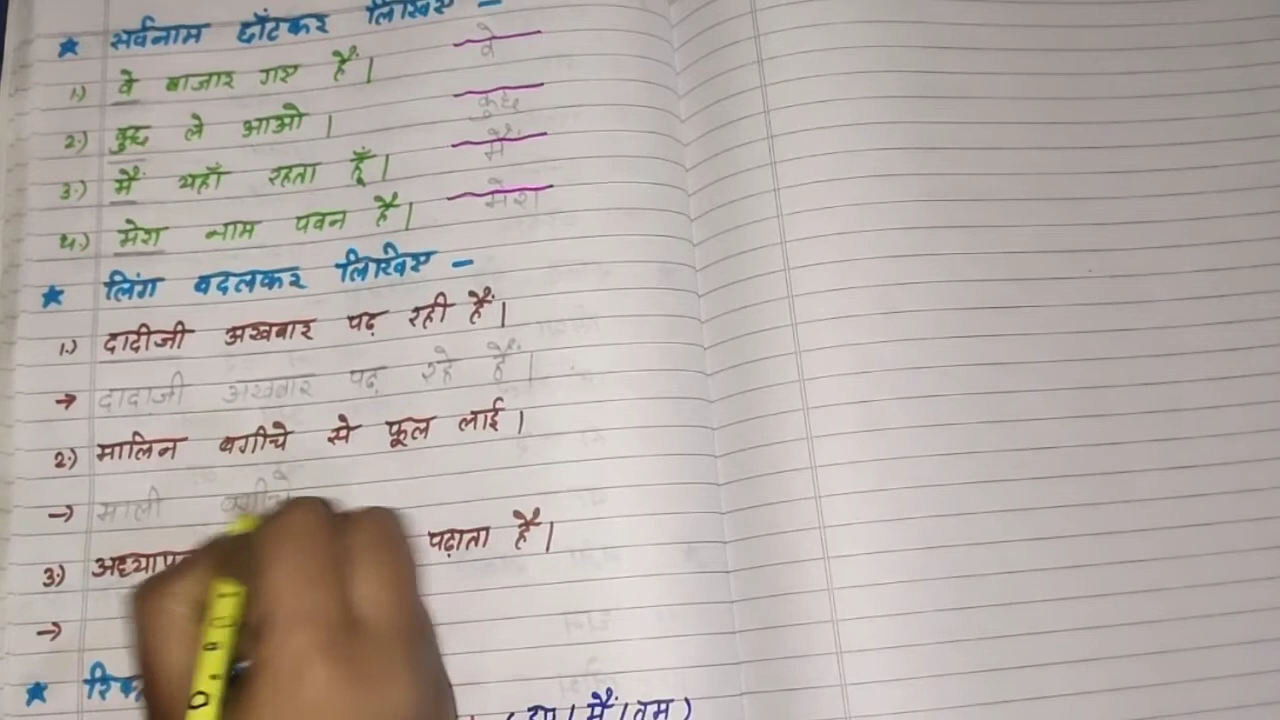 ★ सर्वनाम छाँटकर लिखिए -
1.) वे बाजार गए हैं। वे
2.) कुछ ले आओ। कुछ
3.) मैं यहाँ रहता हूँ। मैं
4.) मेरा नाम पवन है। मेरा
★ लिंग बदलकर लिखिए -
1.) दादीजी अखबार पढ़ रही हैं।
→ दादाजी अखबार पढ़ रहे हैं।
2.) मालिन बगीचे से फूल लाई।
→ माली बगीचे
3.) पढ़ाता है।
→
★
मैं